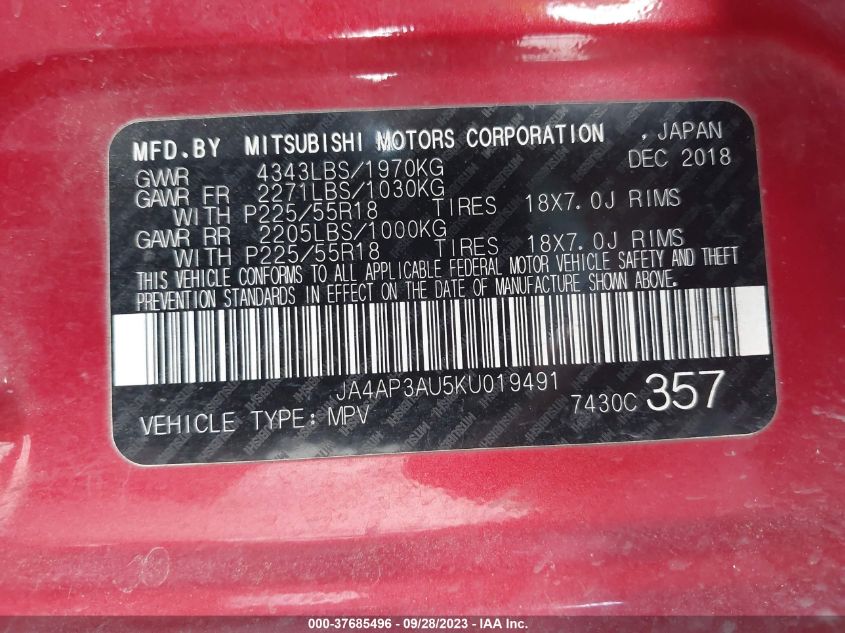 MFD.BY MITSUBISHI MOTORS CORPORATION , JAPAN
GVWR 4343LBS/1970KG DEC 2018
GAWR FR 2271LBS/1030KG
WITH P225/55R18 TIRES 18X7.0J RIMS
GAWR RR 2205LBS/1000KG
WITH P225/55R18 TIRES 18X7.0J RIMS
THIS VEHICLE CONFORMS TO ALL APPLICABLE FEDERAL MOTOR VEHICLE SAFETY AND THEFT
PREVENTION STANDARDS IN EFFECT ON THE DATE OF MANUFACTURE SHOWN ABOVE.
JA4AP3AU5KU019491
VEHICLE TYPE: MPV 7430C 357
000-37685496 - 09/28/2023 - IAAI.com